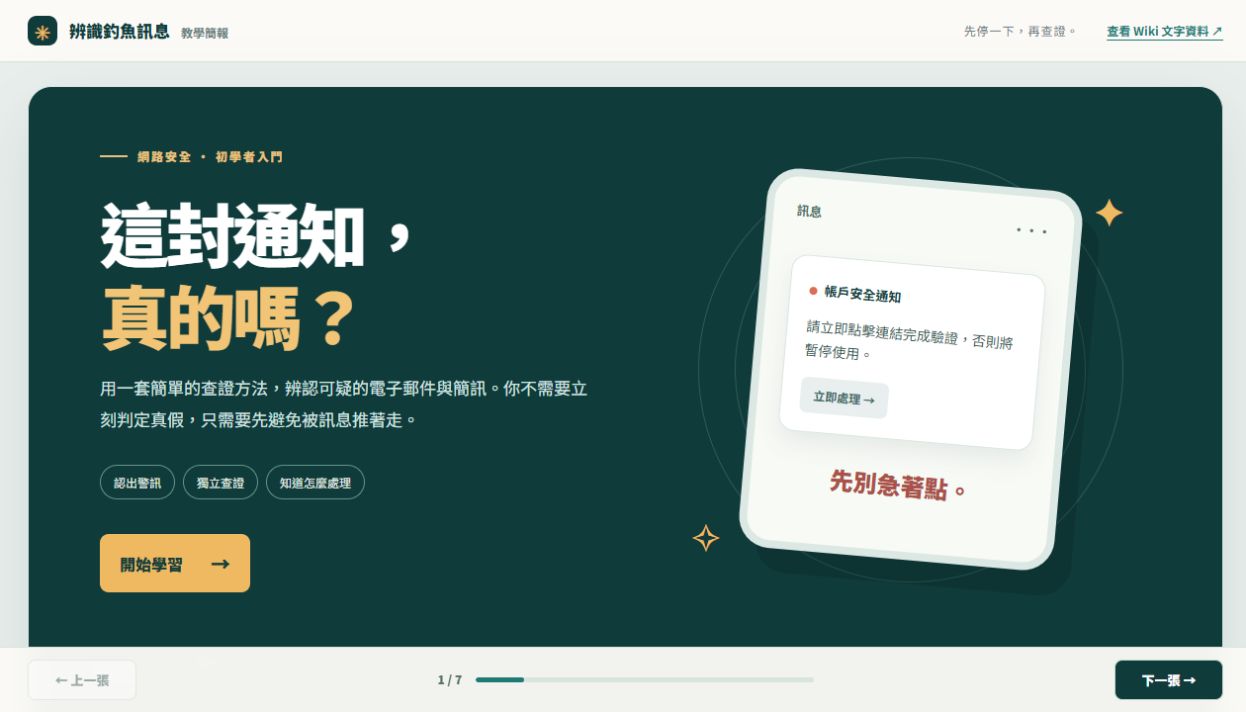 辨識釣魚訊息 教學簡報
先停一下，再查證。
查看 Wiki 文字資料 ↗
網路安全 · 初學者入門
這封通知，
真的嗎？
用一套簡單的查證方法，辨認可疑的電子郵件與簡訊。你不需要立
刻判定真假，只需要先避免被訊息推著走。
認出警訊
獨立查證
知道怎麼處理
開始學習 →
訊息
帳戶安全通知
請立即點擊連結完成驗證，否則將
暫停使用。
立即處理 →
先別急著點。
← 上一張
1 / 7
下一張 →